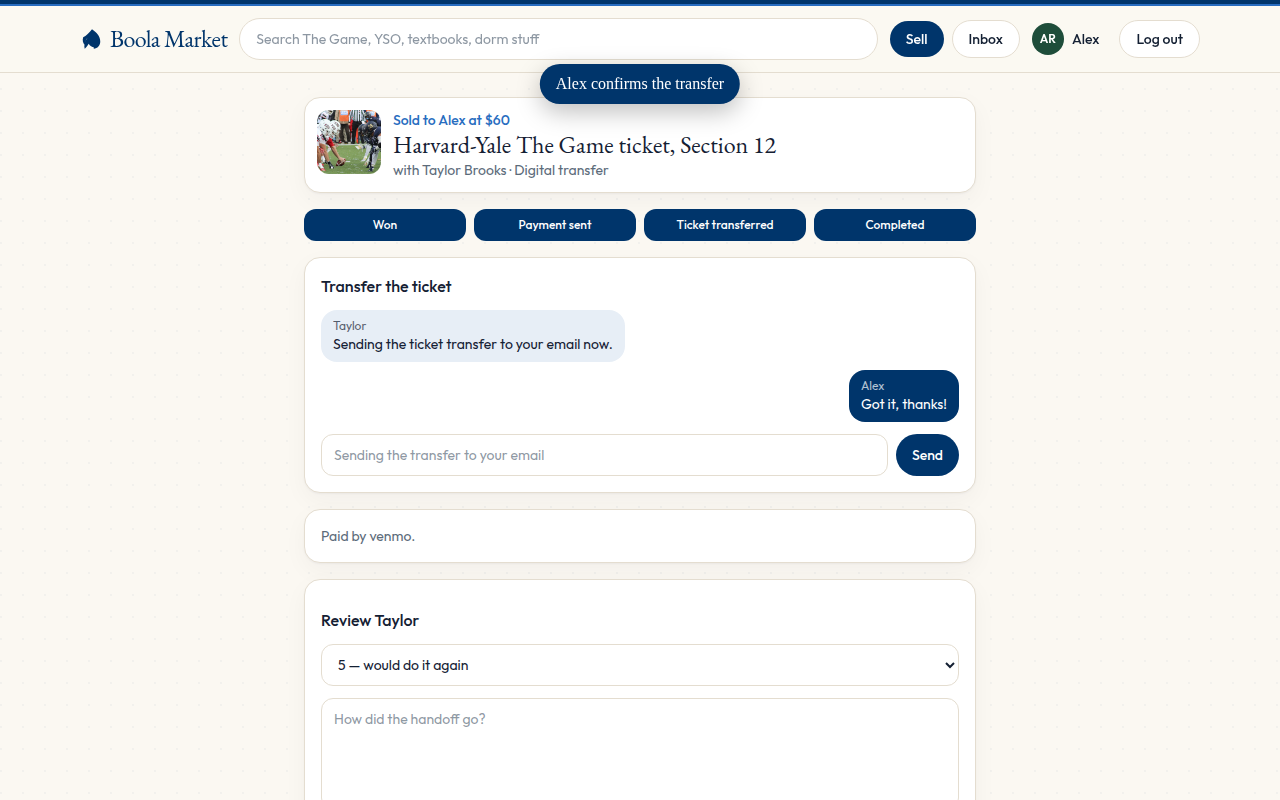 Boola Market
Search The Game, YSO, textbooks, dorm stuff
Sell
Inbox
AR
Alex
Log out
Alex confirms the transfer
Sold to Alex at $60
Harvard-Yale The Game ticket, Section 12
with Taylor Brooks · Digital transfer
Won
Payment sent
Ticket transferred
Completed
Transfer the ticket
Taylor
Sending the ticket transfer to your email now.
Alex
Got it, thanks!
Sending the transfer to your email
Send
Paid by venmo.
Review Taylor
5 — would do it again
How did the handoff go?